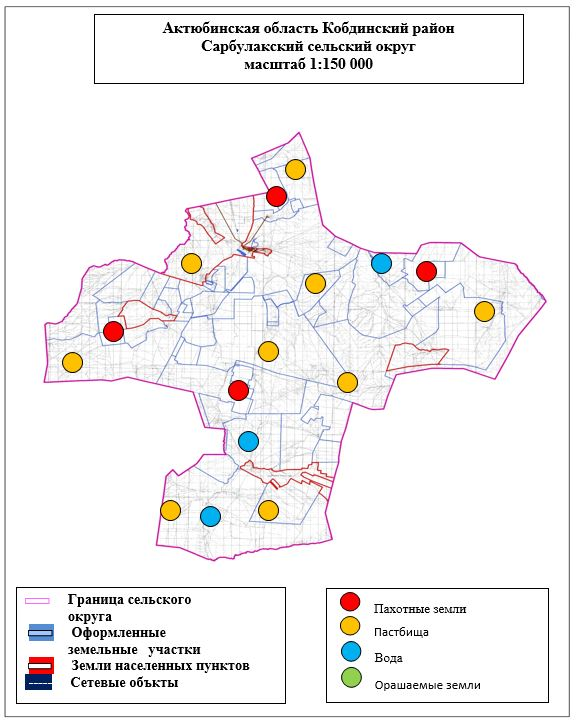 Актюбинская область Кобдинский район
Сарбулакский сельский округ
масштаб 1:150 000
Граница сельского
округа
Оформленные
земельные участки
Земли населенных пунктов
Сетевые объкты
Пахотные земли
Пастбища
Вода
Орашаемые земли